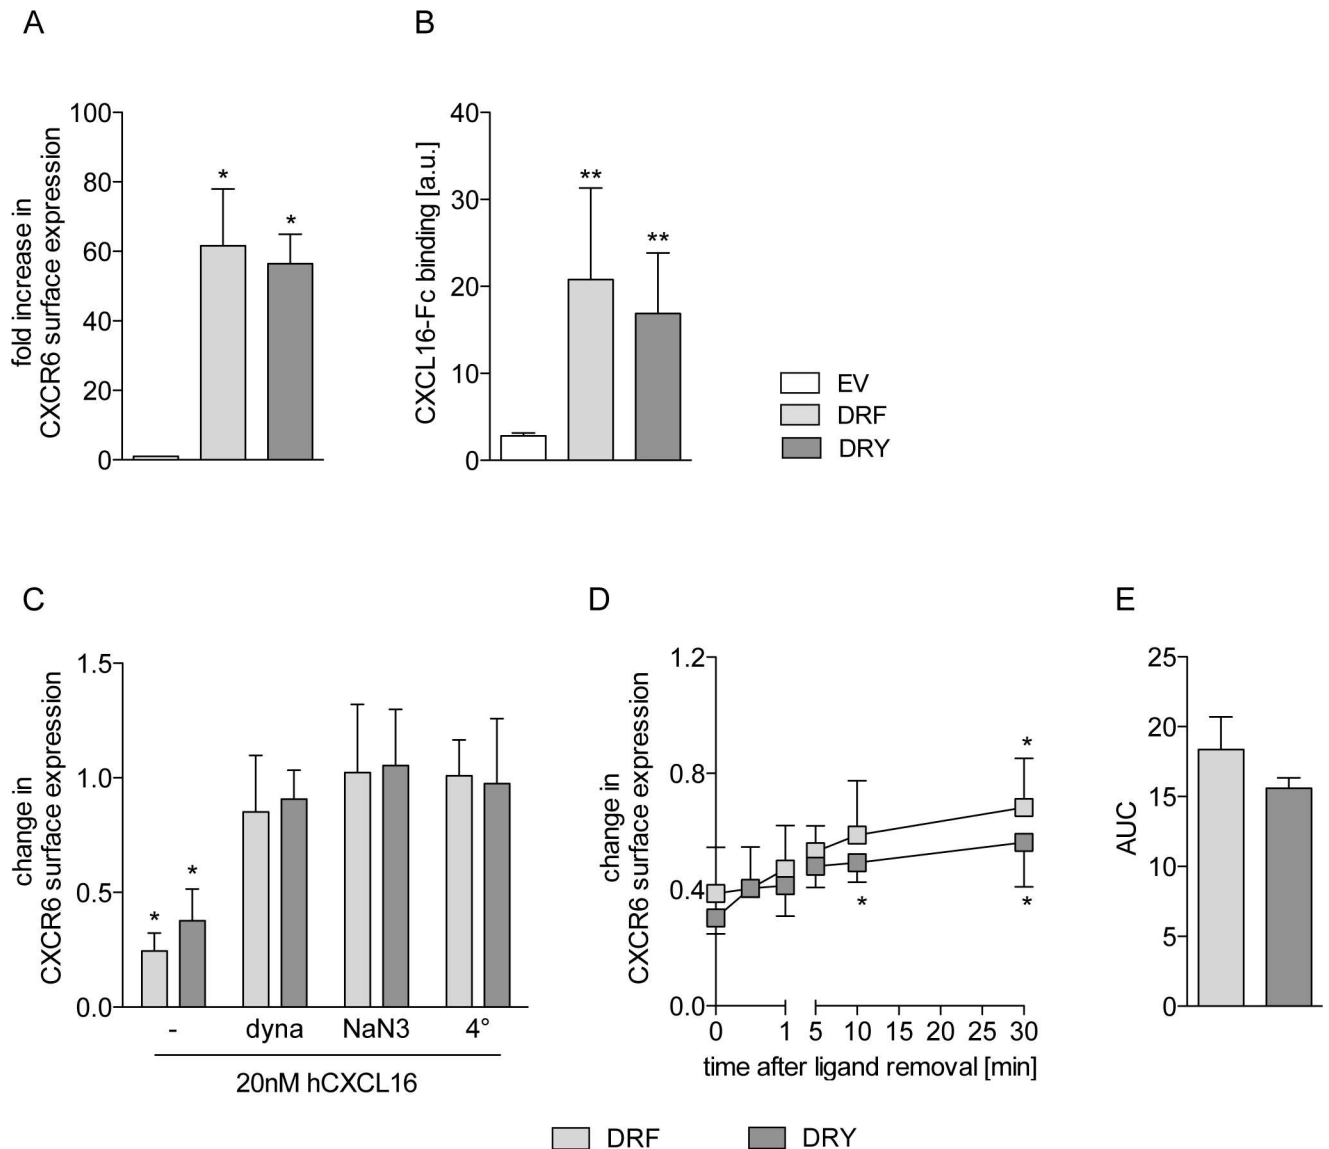 A
B
fold increase in
CXCR6 surface expression
100
80
60
40
20
0
*
*
CXCL16-Fc binding [a.u.]
40
30
20
10
0
**
**
EV
DRF
DRY
C
D
E
change in
CXCR6 surface expression
1.5
1.0
0.5
0.0
*
*
- dyna NaN3 4°
20nM hCXCL16
change in
CXCR6 surface expression
1.2
0.8
0.4
0.0
*
*
*
0 1 5 10 15 20 25 30
time after ligand removal [min]
AUC
25
20
15
10
5
0
DRF DRY